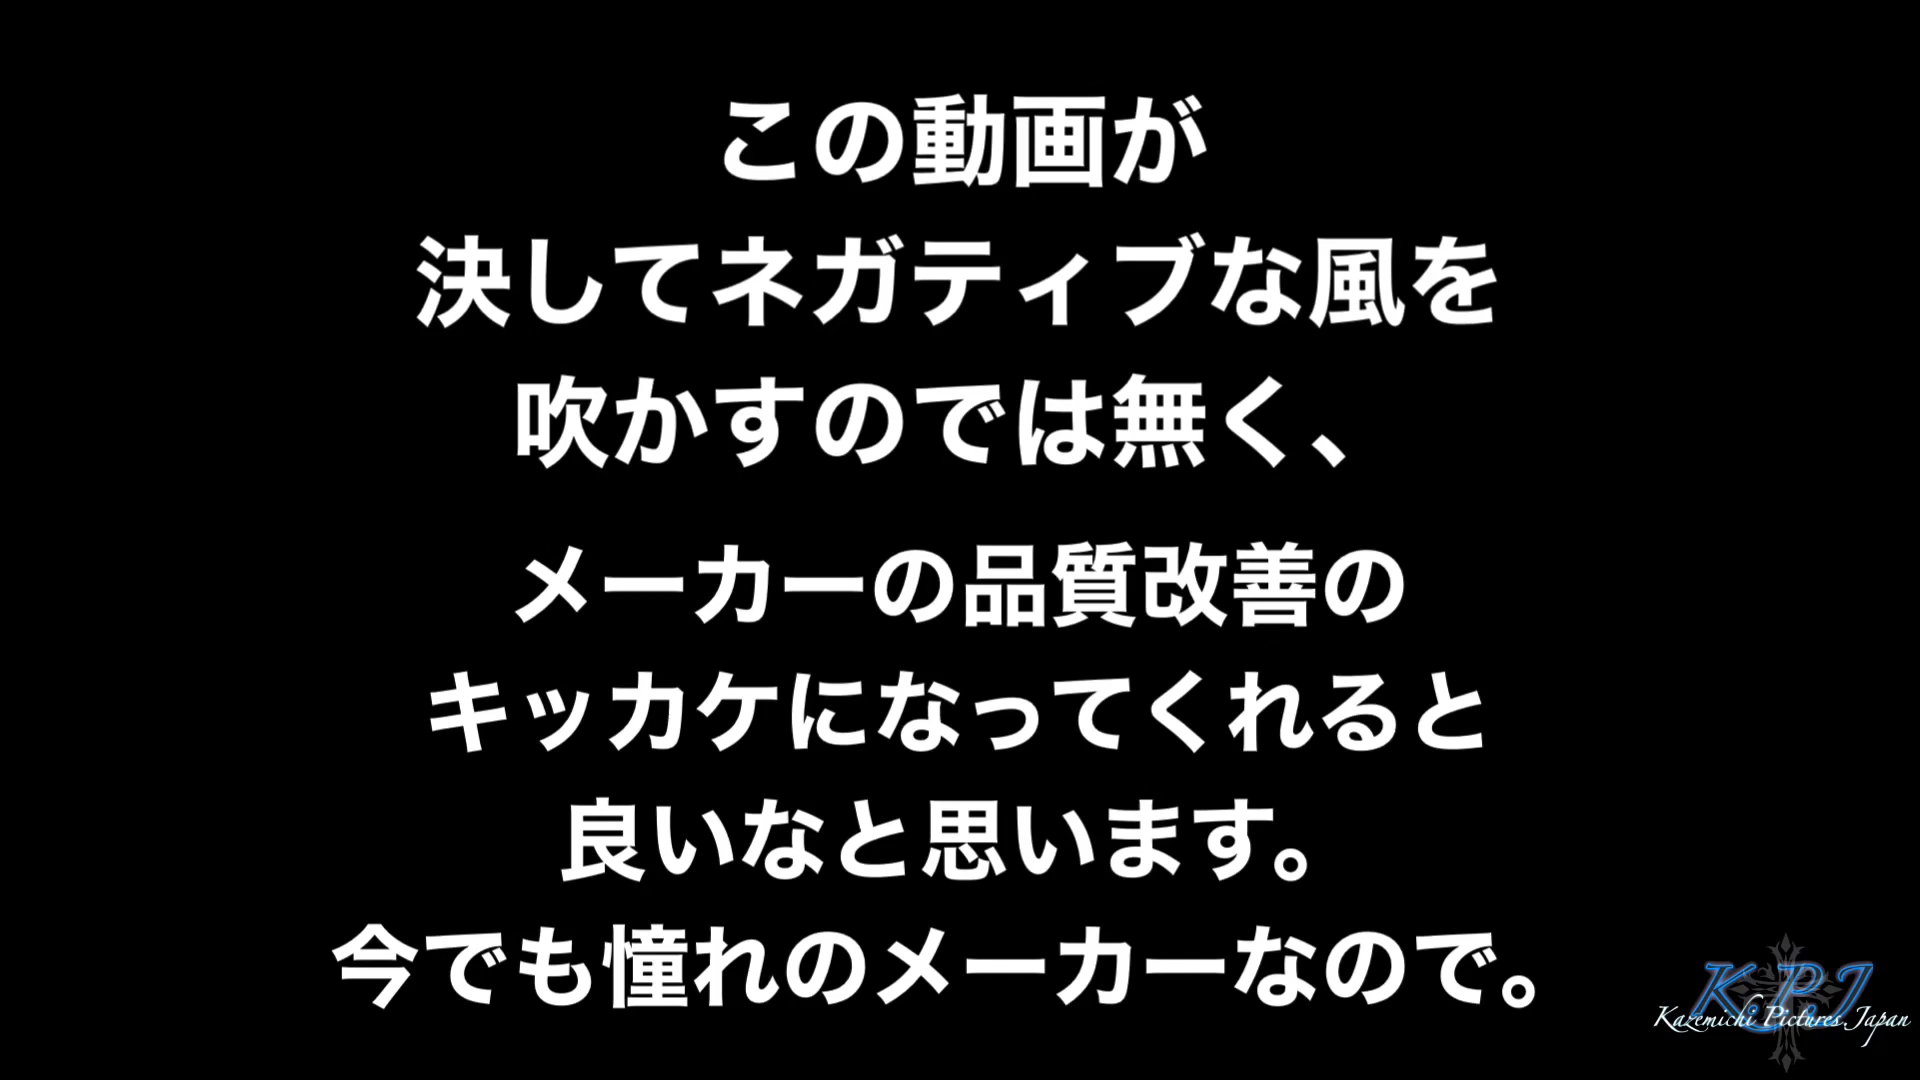 この動画が
決してネガティブな風を
吹かすのでは無く、
メーカーの品質改善の
キッカケになってくれると
良いなと思います。
今でも憧れのメーカーなので。
K.P.J
Kazemichi Pictures Japan